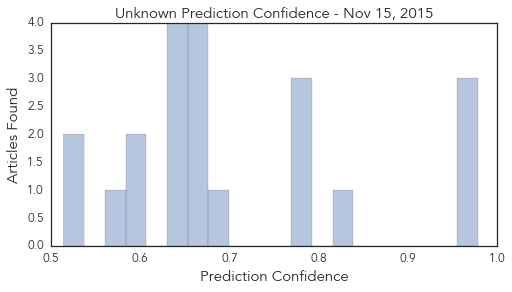 Unknown Prediction Confidence - Nov 15, 2015
4.0
3.5
3.0
2.5
2.0
1.5
1.0
0.5
0.0
Articles Found
0.5 0.6 0.7 0.8 0.9 1.0
Prediction Confidence